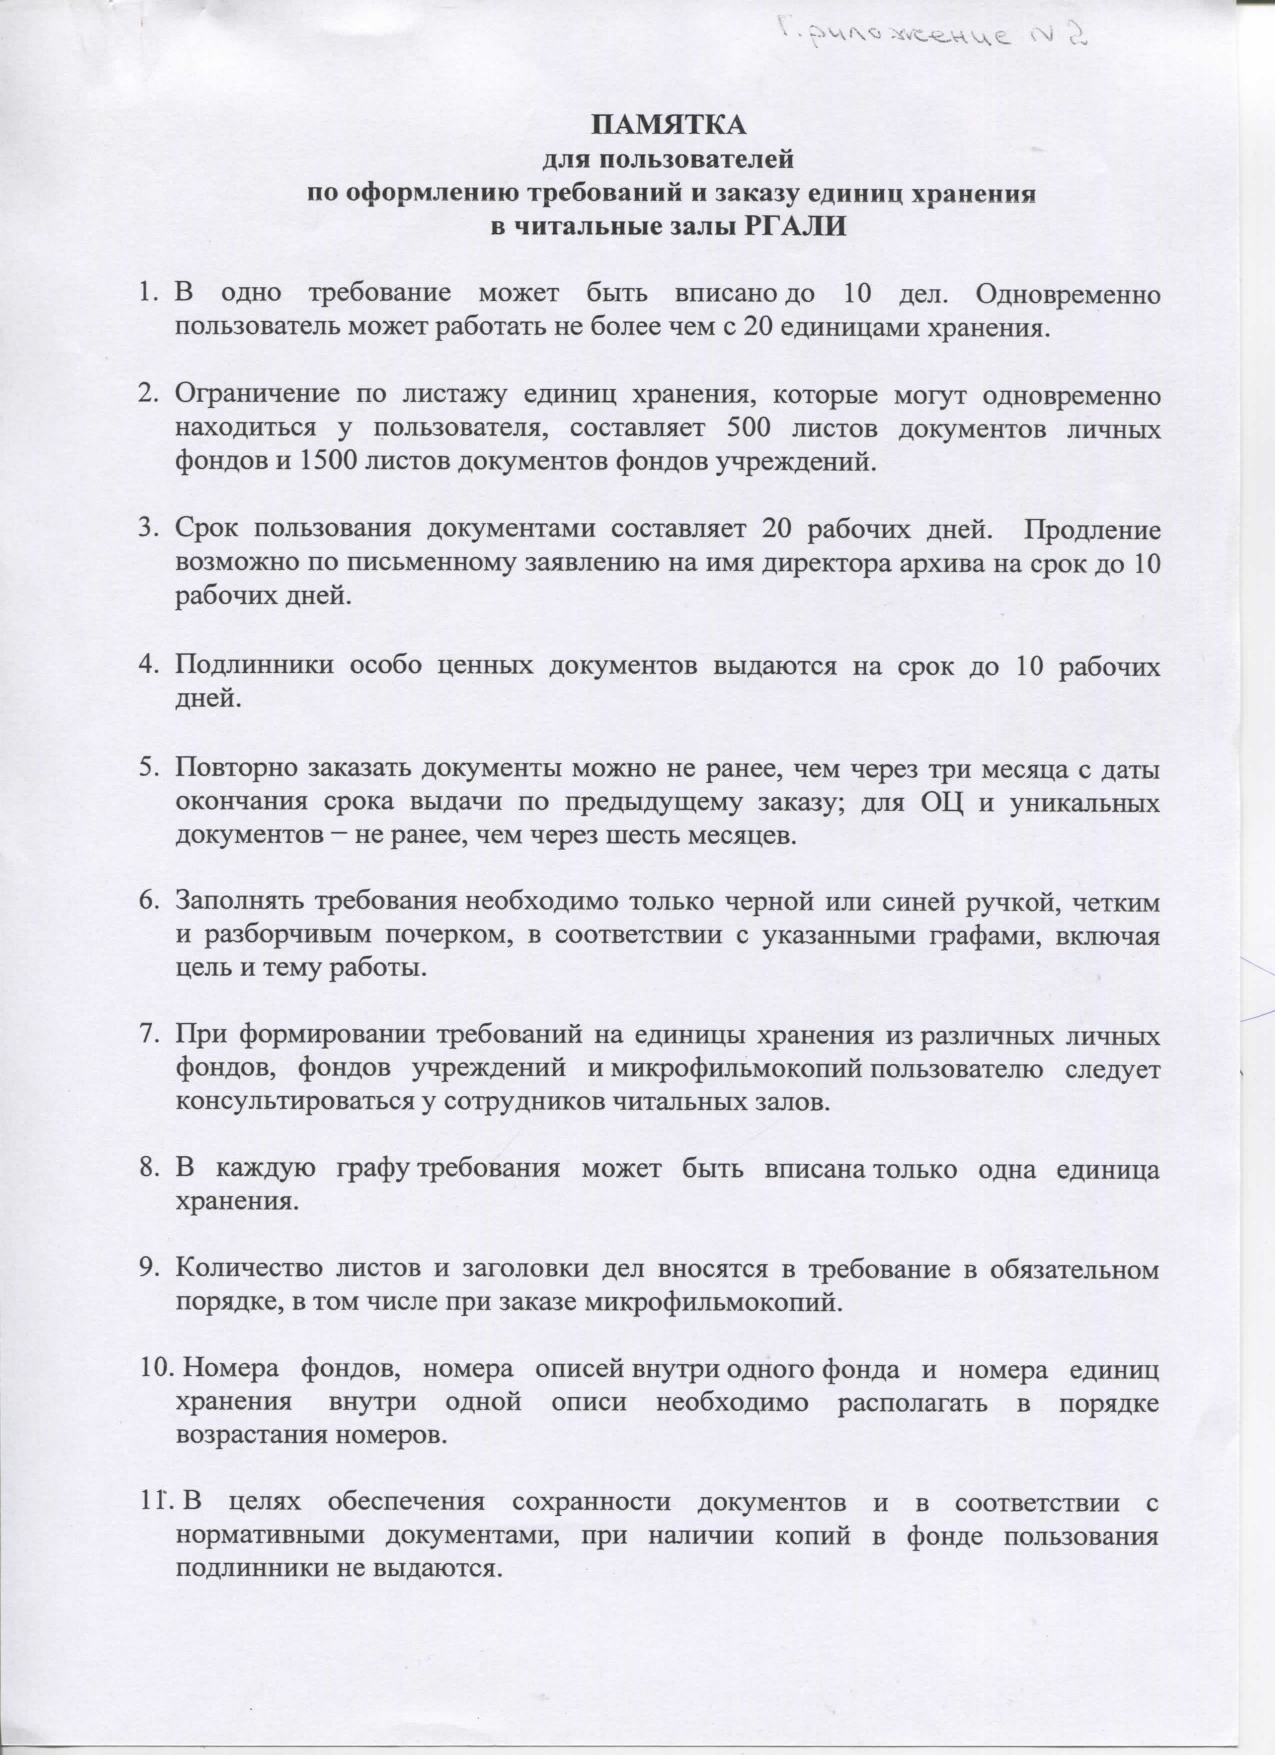 Приложение N 2
ПАМЯТКА
для пользователей
по оформлению требований и заказу единиц хранения
в читальные залы РГАЛИ
1. В одно требование может быть вписано до 10 дел. Одновременно
пользователь может работать не более чем с 20 единицами хранения.
2. Ограничение по листажу единиц хранения, которые могут одновременно
находиться у пользователя, составляет 500 листов документов личных
фондов и 1500 листов документов фондов учреждений.
3. Срок пользования документами составляет 20 рабочих дней. Продление
возможно по письменному заявлению на имя директора архива на срок до 10
рабочих дней.
4. Подлинники особо ценных документов выдаются на срок до 10 рабочих
дней.
5. Повторно заказать документы можно не ранее, чем через три месяца с даты
окончания срока выдачи по предыдущему заказу; для ОЦ и уникальных
документов – не ранее, чем через шесть месяцев.
6. Заполнять требования необходимо только черной или синей ручкой, четким
и разборчивым почерком, в соответствии с указанными графами, включая
цель и тему работы.
7. При формировании требований на единицы хранения из различных личных
фондов, фондов учреждений и микрофильмокопий пользователю следует
консультироваться у сотрудников читальных залов.
8. В каждую графу требования может быть вписана только одна единица
хранения.
9. Количество листов и заголовки дел вносятся в требование в обязательном
порядке, в том числе при заказе микрофильмокопий.
10. Номера фондов, номера описей внутри одного фонда и номера единиц
хранения внутри одной описи необходимо располагать в порядке
возрастания номеров.
11. В целях обеспечения сохранности документов и в соответствии с
нормативными документами, при наличии копий в фонде пользования
подлинники не выдаются.